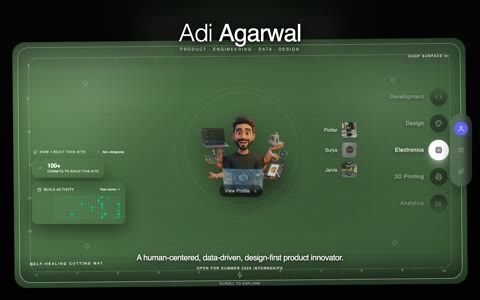 Adi Agarwal
PRODUCT · ENGINEERING · DATA · DESIGN
SHOP SURFACE
Development
Design
Electronics
3D Printing
Analytics
Plotter
Surya
Jarvis
HOW I BUILT THIS SITE
100+
COMMITS TO BUILD THIS SITE
BUILD ACTIVITY
View source
View Profile
A human-centered, data-driven, design-first product innovator.
OPEN FOR SUMMER 2026 INTERNSHIPS
SELF-HEALING CUTTING MAT
SCROLL TO EXPLORE